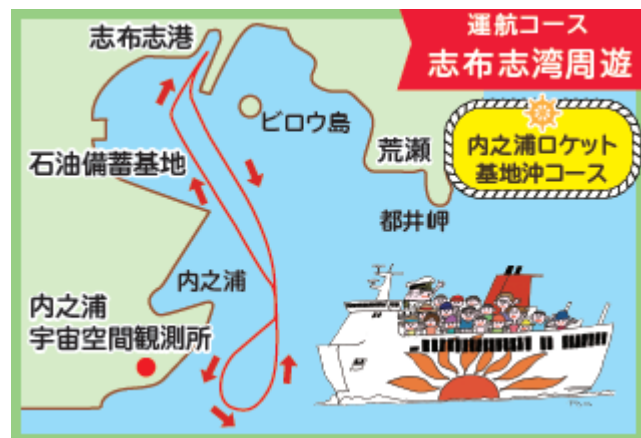 運航コース
志布志湾周遊
内之浦ロケット
基地沖コース
志布志港
ビロウ島
荒瀬
石油備蓄基地
都井岬
内之浦
内之浦
宇宙空間観測所